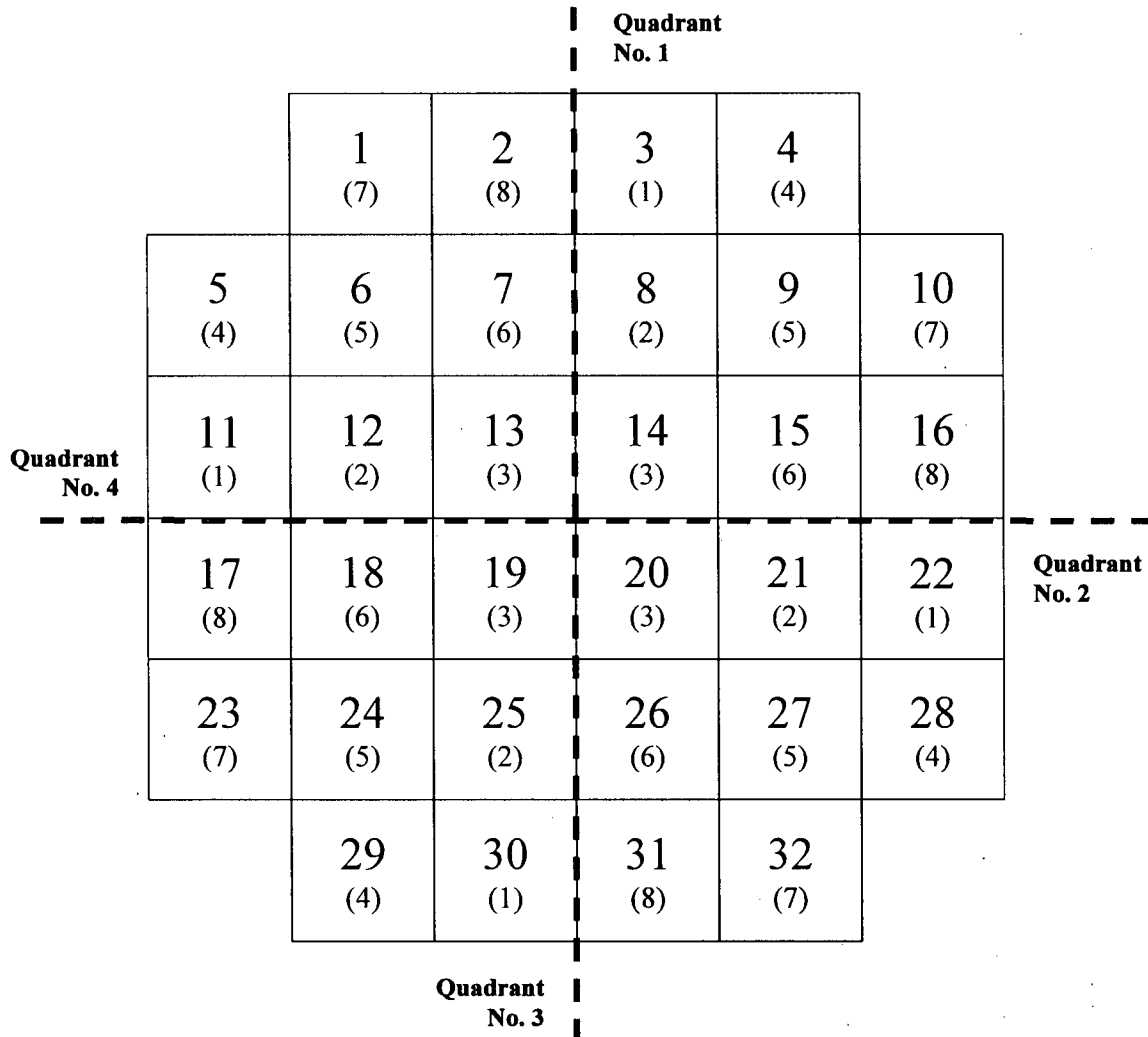 Quadrant
No. 1
1 2 3 4
(7) (8) (1) (4)
5 6 7 8 9 10
(4) (5) (6) (2) (5) (7)
11 12 13 14 15 16
(1) (2) (3) (3) (6) (8)
Quadrant
No. 4
17 18 19 20 21 22
(8) (6) (3) (3) (2) (1)
Quadrant
No. 2
23 24 25 26 27 28
(7) (5) (2) (6) (5) (4)
29 30 31 32
(4) (1) (8) (7)
Quadrant
No. 3